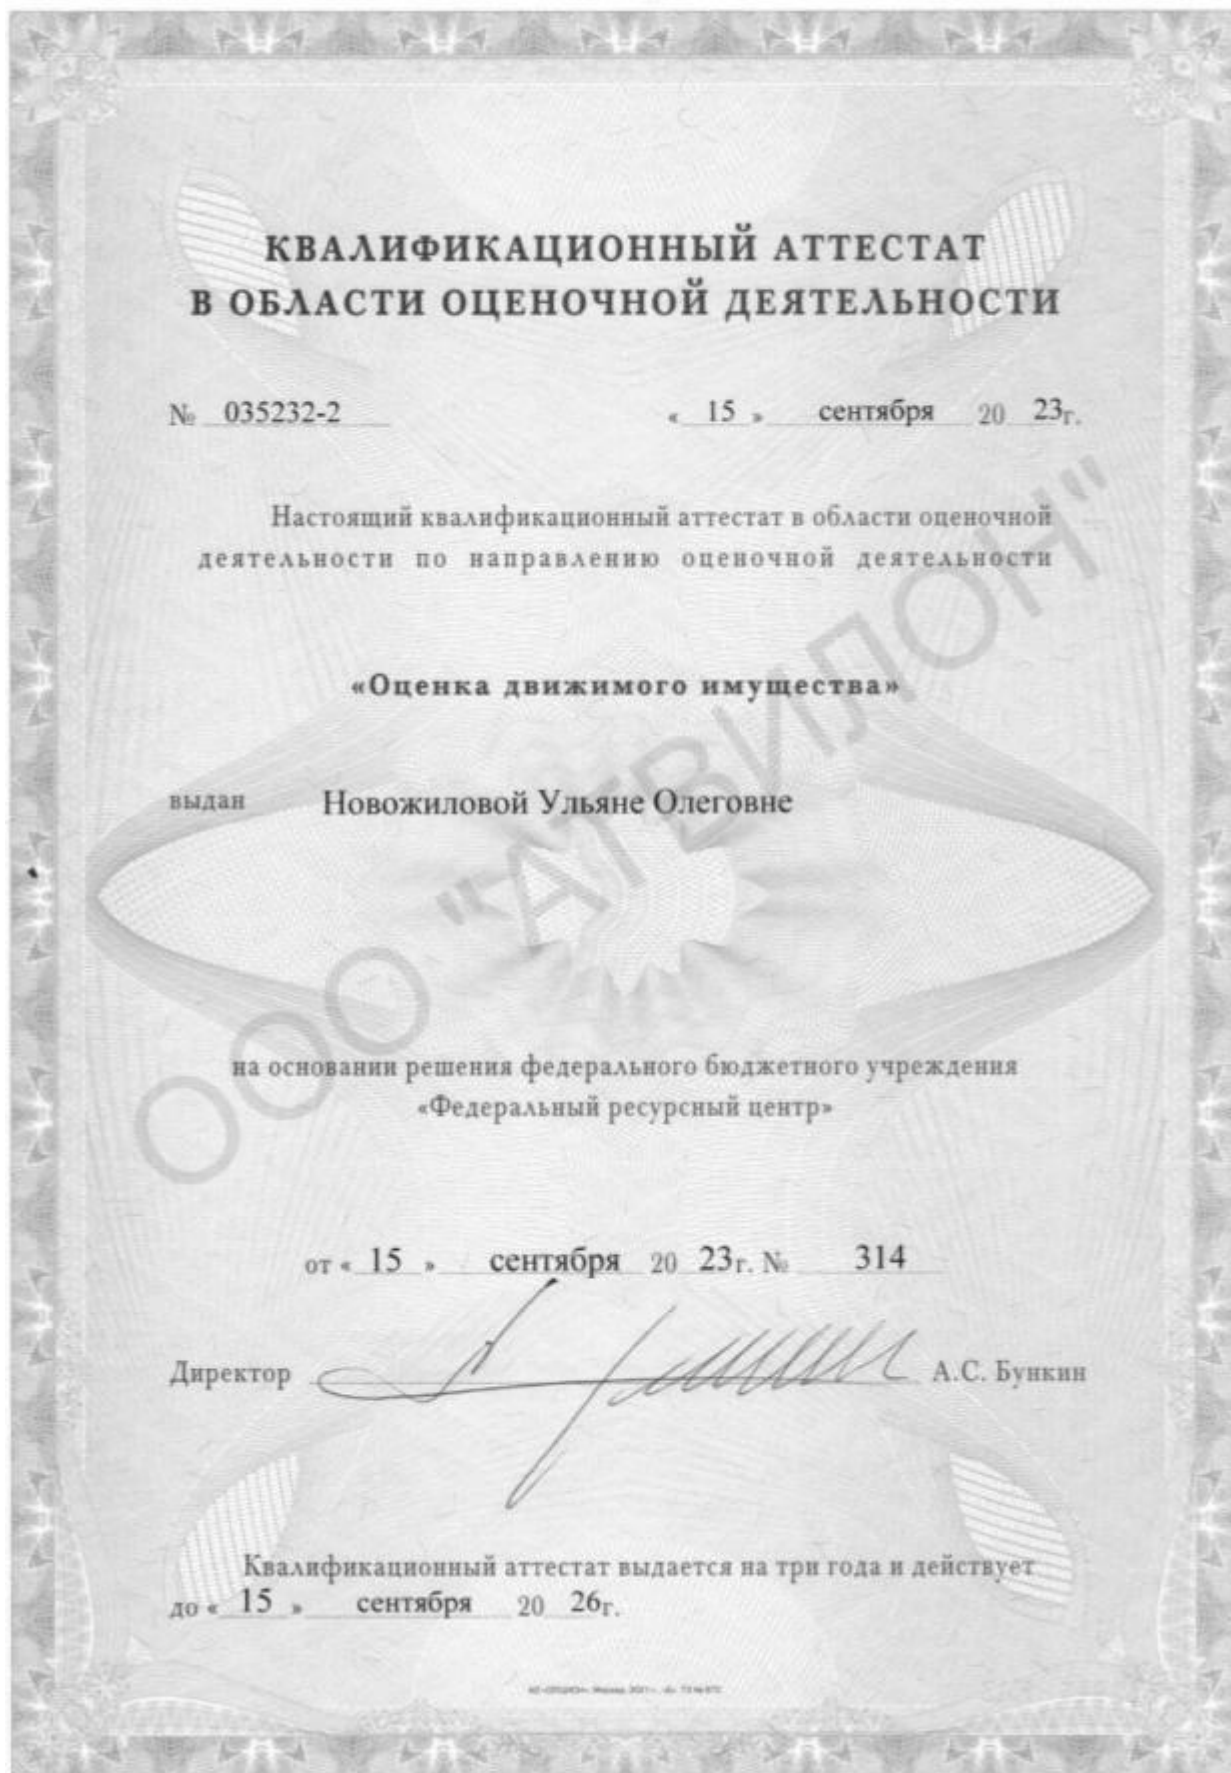 КВАЛИФИКАЦИОННЫЙ АТТЕСТАТ
В ОБЛАСТИ ОЦЕНОЧНОЙ ДЕЯТЕЛЬНОСТИ
№ 035232-2 « 15 » сентября 20 23г.
Настоящий квалификационный аттестат в области оценочной
деятельности по направлению оценочной деятельности
«Оценка движимого имущества»
выдан Новожиловой Ульяне Олеговне
ООО "АТВИЛОН"
на основании решения федерального бюджетного учреждения
«Федеральный ресурсный центр»
от « 15 » сентября 20 23г. № 314
Директор А.С. Бункин
Квалификационный аттестат выдается на три года и действует
до « 15 » сентября 20 26г.